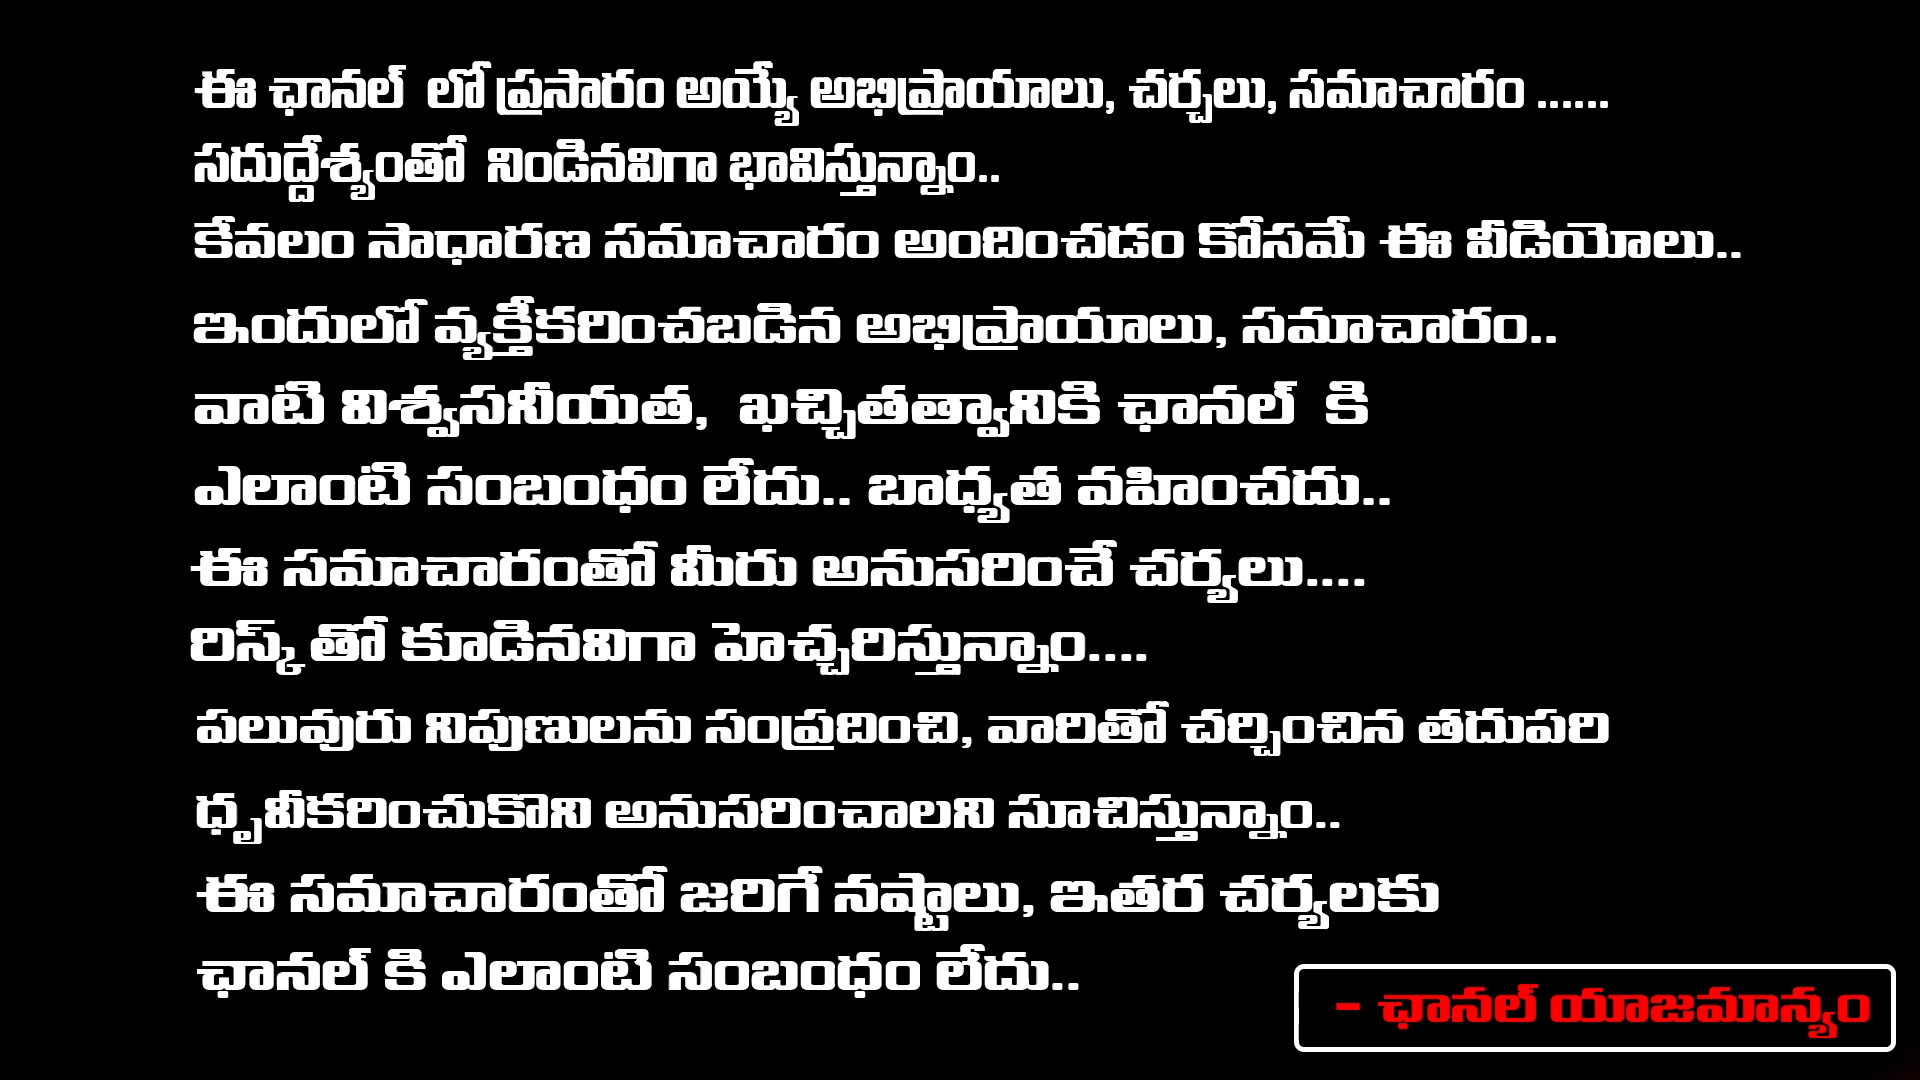 ఈ ఛానల్ లో ప్రసారం అయ్యే అభిప్రాయాలు, చర్చలు, సమాచారం ......
సదుద్దేశ్యంతో నిండినవిగా భావిస్తున్నాం..
కేవలం సాధారణ సమాచారం అందించడం కోసమే ఈ వీడియోలు..
ఇందులో వ్యక్తీకరించబడిన అభిప్రాయాలు, సమాచారం..
వాటి విశ్వసనీయత, ఖచ్చితత్వానికి ఛానల్ కి
ఎలాంటి సంబంధం లేదు.. బాధ్యత వహించదు..
ఈ సమాచారంతో మీరు అనుసరించే చర్యలు....
రిస్క్ తో కూడినవిగా హెచ్చరిస్తున్నాం....
పలువురు నిపుణులను సంప్రదించి, వారితో చర్చించిన తదుపరి
ధృవీకరించుకొని అనుసరించాలని సూచిస్తున్నాం..
ఈ సమాచారంతో జరిగే నష్టాలు, ఇతర చర్యలకు
ఛానల్ కి ఎలాంటి సంబంధం లేదు..
- ఛానల్ యాజమాన్యం